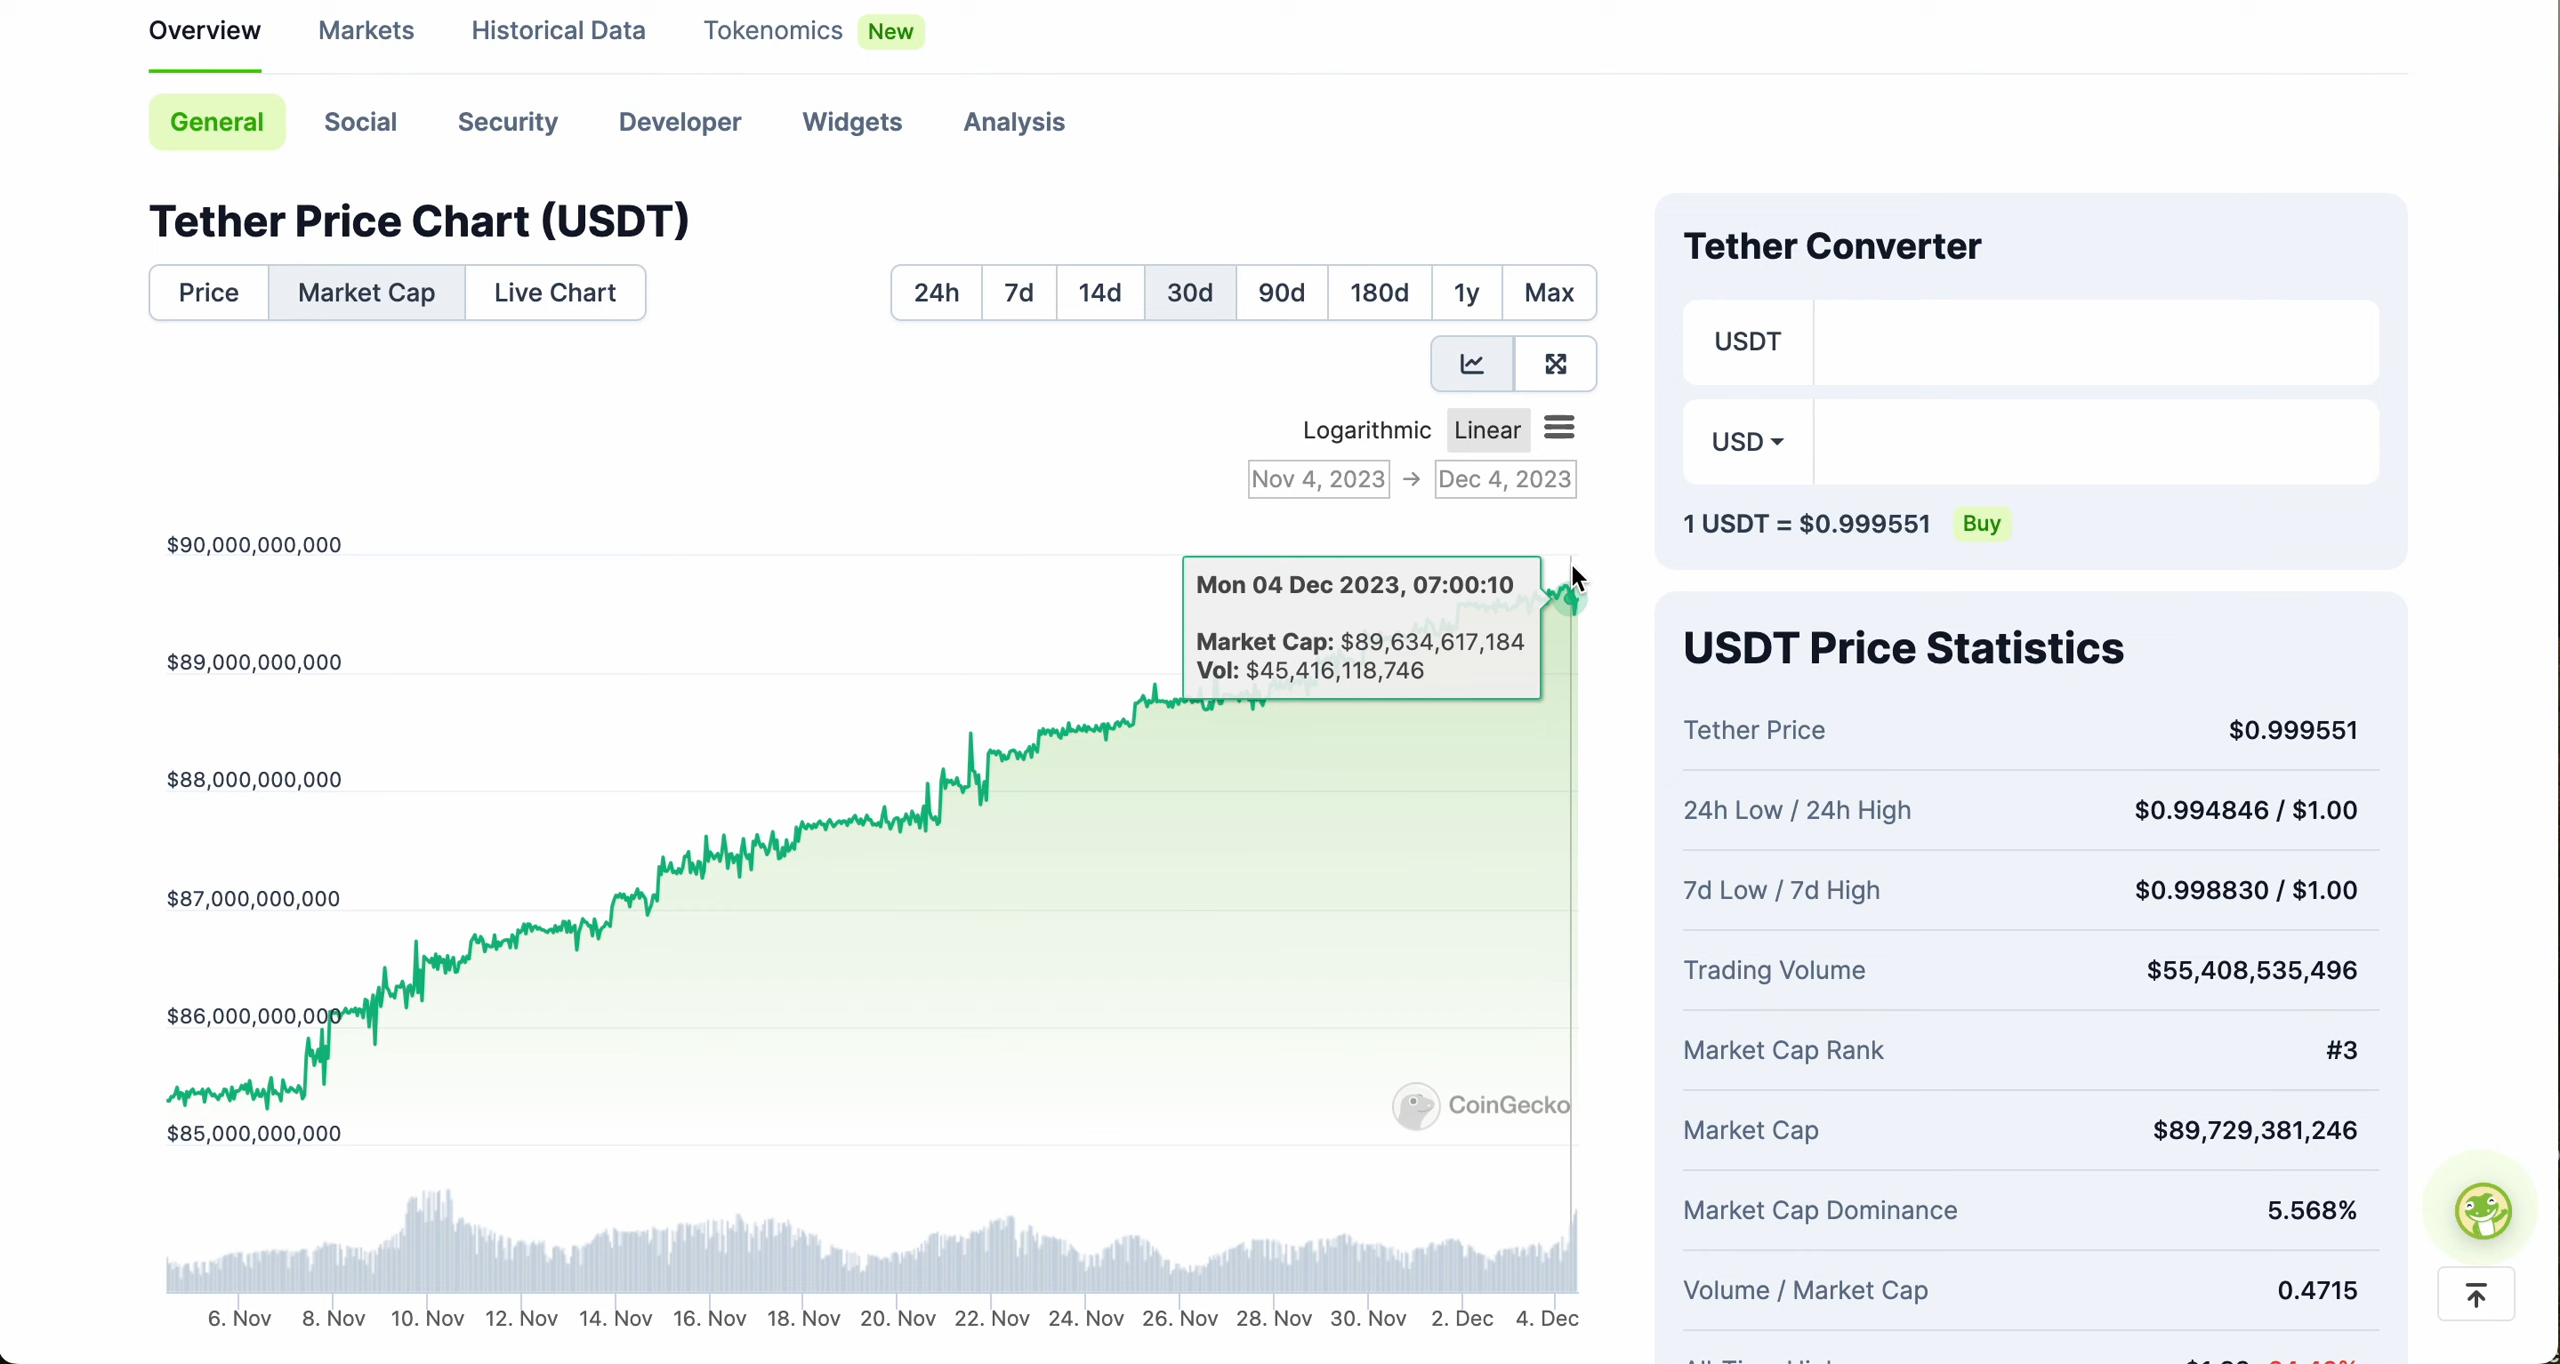 Overview Markets Historical Data Tokenomics New
General Social Security Developer Widgets Analysis
Tether Price Chart (USDT)
Price Market Cap Live Chart
24h 7d 14d 30d 90d 180d 1y Max
Logarithmic Linear
Nov 4, 2023 → Dec 4, 2023
$90,000,000,000
$89,000,000,000
$88,000,000,000
$87,000,000,000
$86,000,000,000
$85,000,000,000
Mon 04 Dec 2023, 07:00:10
Market Cap: $89,634,617,184
Vol: $45,416,118,746
CoinGecko
6. Nov 8. Nov 10. Nov 12. Nov 14. Nov 16. Nov 18. Nov 20. Nov 22. Nov 24. Nov 26. Nov 28. Nov 30. Nov 2. Dec 4. Dec
Tether Converter
USDT
USD
1 USDT = $0.999551 Buy
USDT Price Statistics
Tether Price $0.999551
24h Low / 24h High $0.994846 / $1.00
7d Low / 7d High $0.998830 / $1.00
Trading Volume $55,408,535,496
Market Cap Rank #3
Market Cap $89,729,381,246
Market Cap Dominance 5.568%
Volume / Market Cap 0.4715